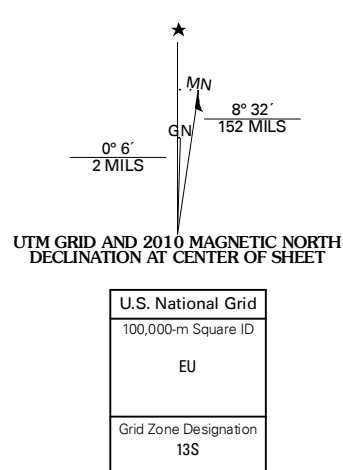 ★
MN
8° 32´
152 MILS
GN
0° 6´
2 MILS
UTM GRID AND 2010 MAGNETIC NORTH
DECLINATION AT CENTER OF SHEET
U.S. National Grid
100,000-m Square ID
EU
Grid Zone Designation
13S